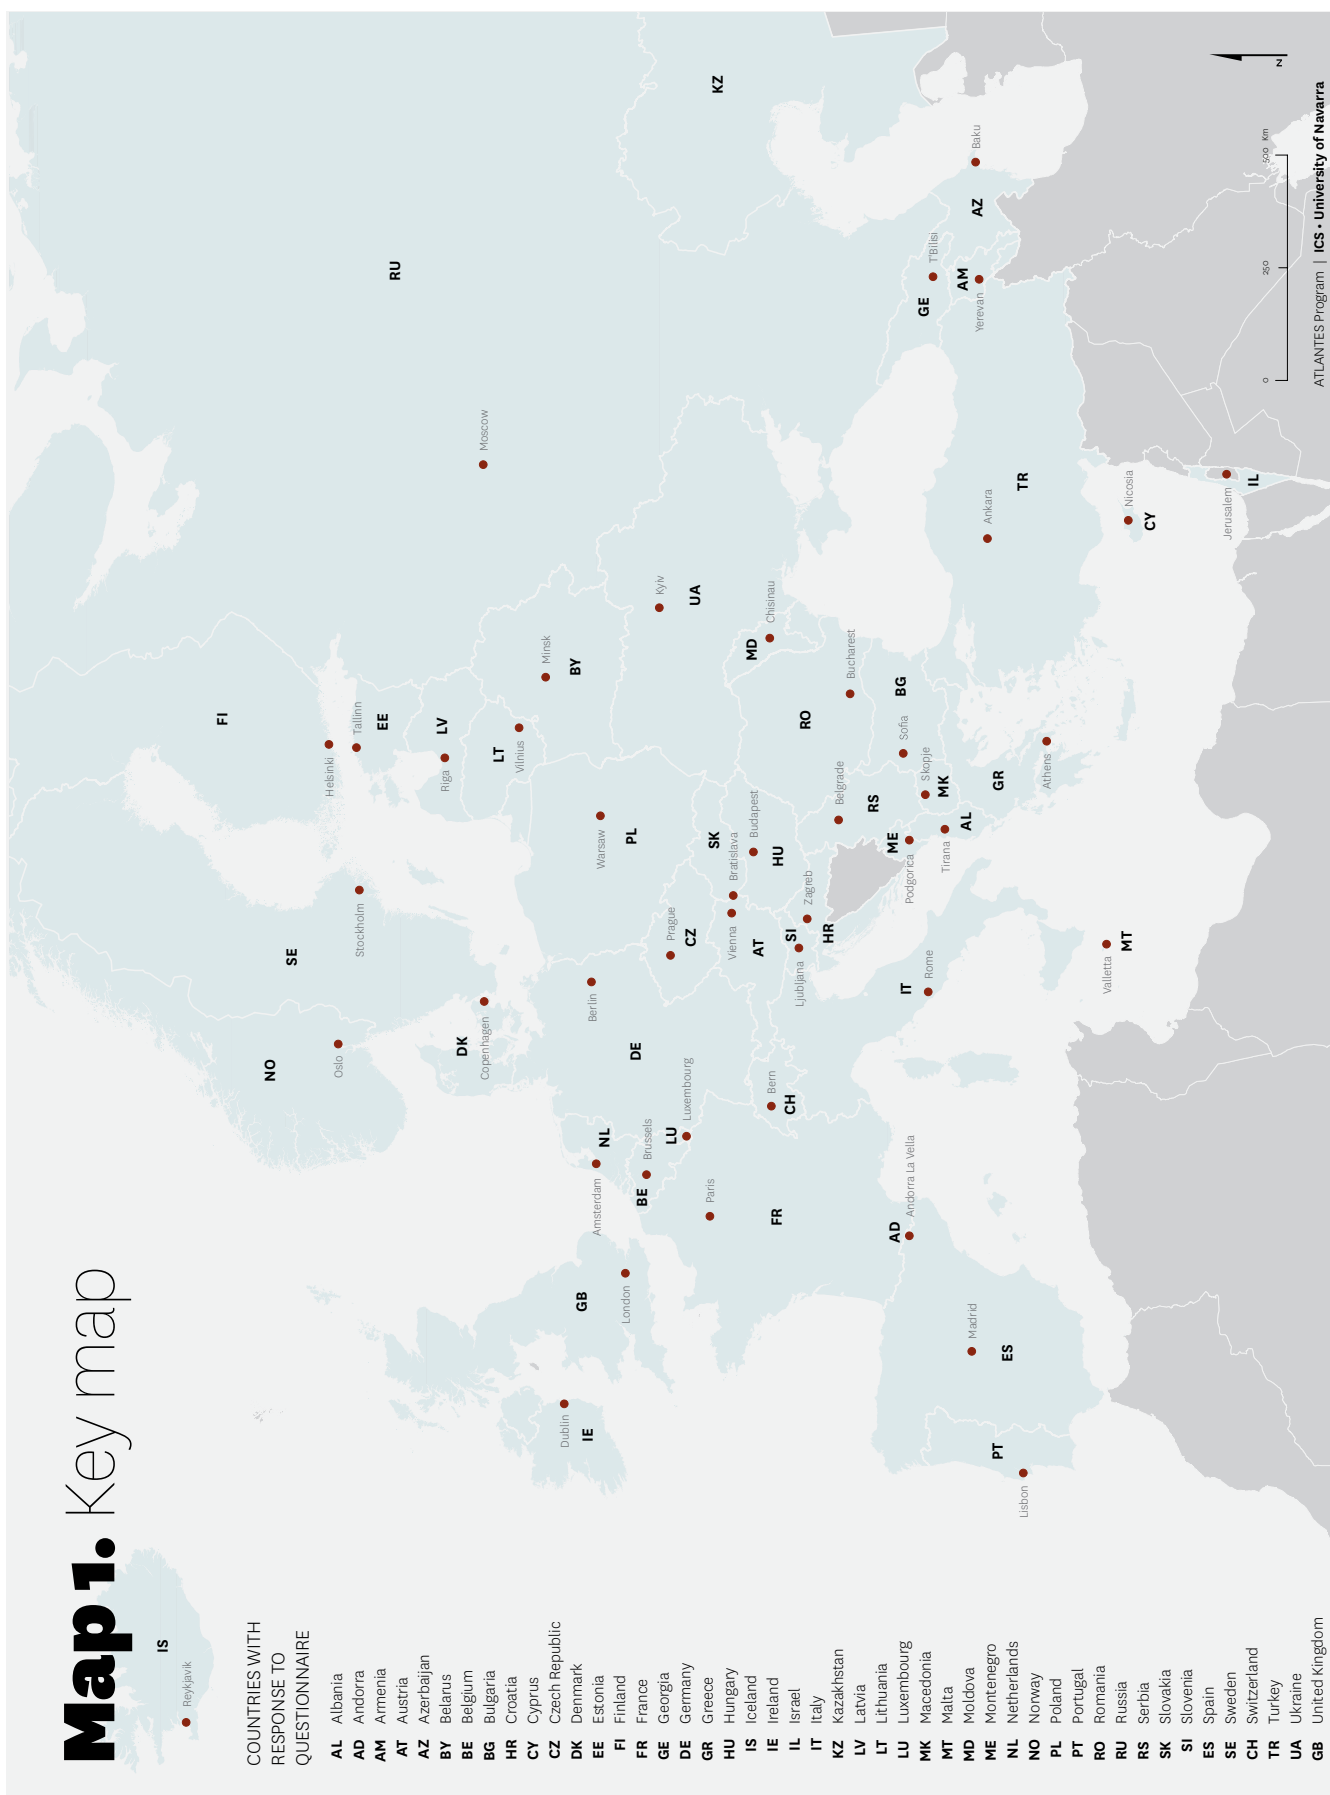 Map 1. Key map
COUNTRIES WITH
RESPONSE TO
QUESTIONNAIRE
AL Albania
AD Andorra
AM Armenia
AT Austria
AZ Azerbaijan
BY Belarus
BE Belgium
BG Bulgaria
HR Croatia
CY Cyprus
CZ Czech Republic
DK Denmark
EE Estonia
FI Finland
FR France
GE Georgia
DE Germany
GR Greece
HU Hungary
IS Iceland
IE Ireland
IL Israel
IT Italy
KZ Kazakhstan
LV Latvia
LT Lithuania
LU Luxembourg
MK Macedonia
MT Malta
MD Moldova
ME Montenegro
NL Netherlands
NO Norway
PL Poland
PT Portugal
RO Romania
RU Russia
RS Serbia
SK Slovakia
SI Slovenia
ES Spain
SE Sweden
CH Switzerland
TR Turkey
UA Ukraine
GB United Kingdom
IS
Reykjavik
NO
Oslo
SE
Stockholm
FI
Helsinki
Tallinn
EE
Riga
LV
LT
Vilnius
RU
Moscow
Minsk
BY
DK
Copenhagen
Dublin
IE
GB
London
Amsterdam
NL
BE
Brussels
LU
Luxembourg
DE
Berlin
Warsaw
PL
Prague
CZ
Kyiv
UA
KZ
Paris
FR
Bern
CH
Vienna
AT
Bratislava
SK
Budapest
HU
MD
Chisinau
SI
Ljubljana
Zagreb
HR
RO
Bucharest
Belgrade
RS
BG
Sofia
ME
Podgorica
Skopje
MK
Tirana
AL
IT
Rome
AD
Andorra La Vella
Madrid
ES
PT
Lisbon
GR
Athens
Valletta
MT
Ankara
TR
GE
T'Bilisi
AM
Yerevan
AZ
Baku
Nicosia
CY
Jerusalem
IL
N
0 250 500 Km
ATLANTES Program | ICS • University of Navarra